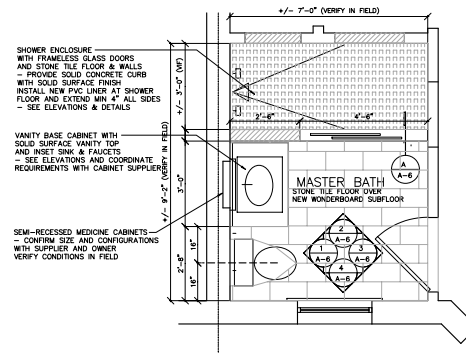 +/- 7'-0" (VERIFY IN FIELD)
SHOWER ENCLOSURE
WITH FRAMELESS GLASS DOORS
AND STONE TILE FLOOR & WALLS
- PROVIDE SOLID CONCRETE CURB
WITH SOLID SURFACE FINISH
INSTALL NEW PVC LINER AT SHOWER
FLOOR AND EXTEND MIN 4" ALL SIDES
- SEE ELEVATIONS & DETAILS
+/- 3'-0" (VIF)
2'-6"
4'-6"
VANITY BASE CABINET WITH
SOLID SURFACE VANITY TOP
AND INSET SINK & FAUCETS
- SEE ELEVATIONS AND COORDINATE
REQUIREMENTS WITH CABINET SUPPLIER
+/- 9'-2" (VERIFY IN FIELD)
3'-0"
A
A-6
MASTER BATH
STONE TILE FLOOR OVER
NEW WONDERBOARD SUBFLOOR
SEMI-RECESSED MEDICINE CABINETS
- CONFIRM SIZE AND CONFIGURATIONS
WITH SUPPLIER AND OWNER
VERIFY CONDITIONS IN FIELD
2'-8"
16"
16"
2
A-6
1
A-6
3
A-6
4
A-6